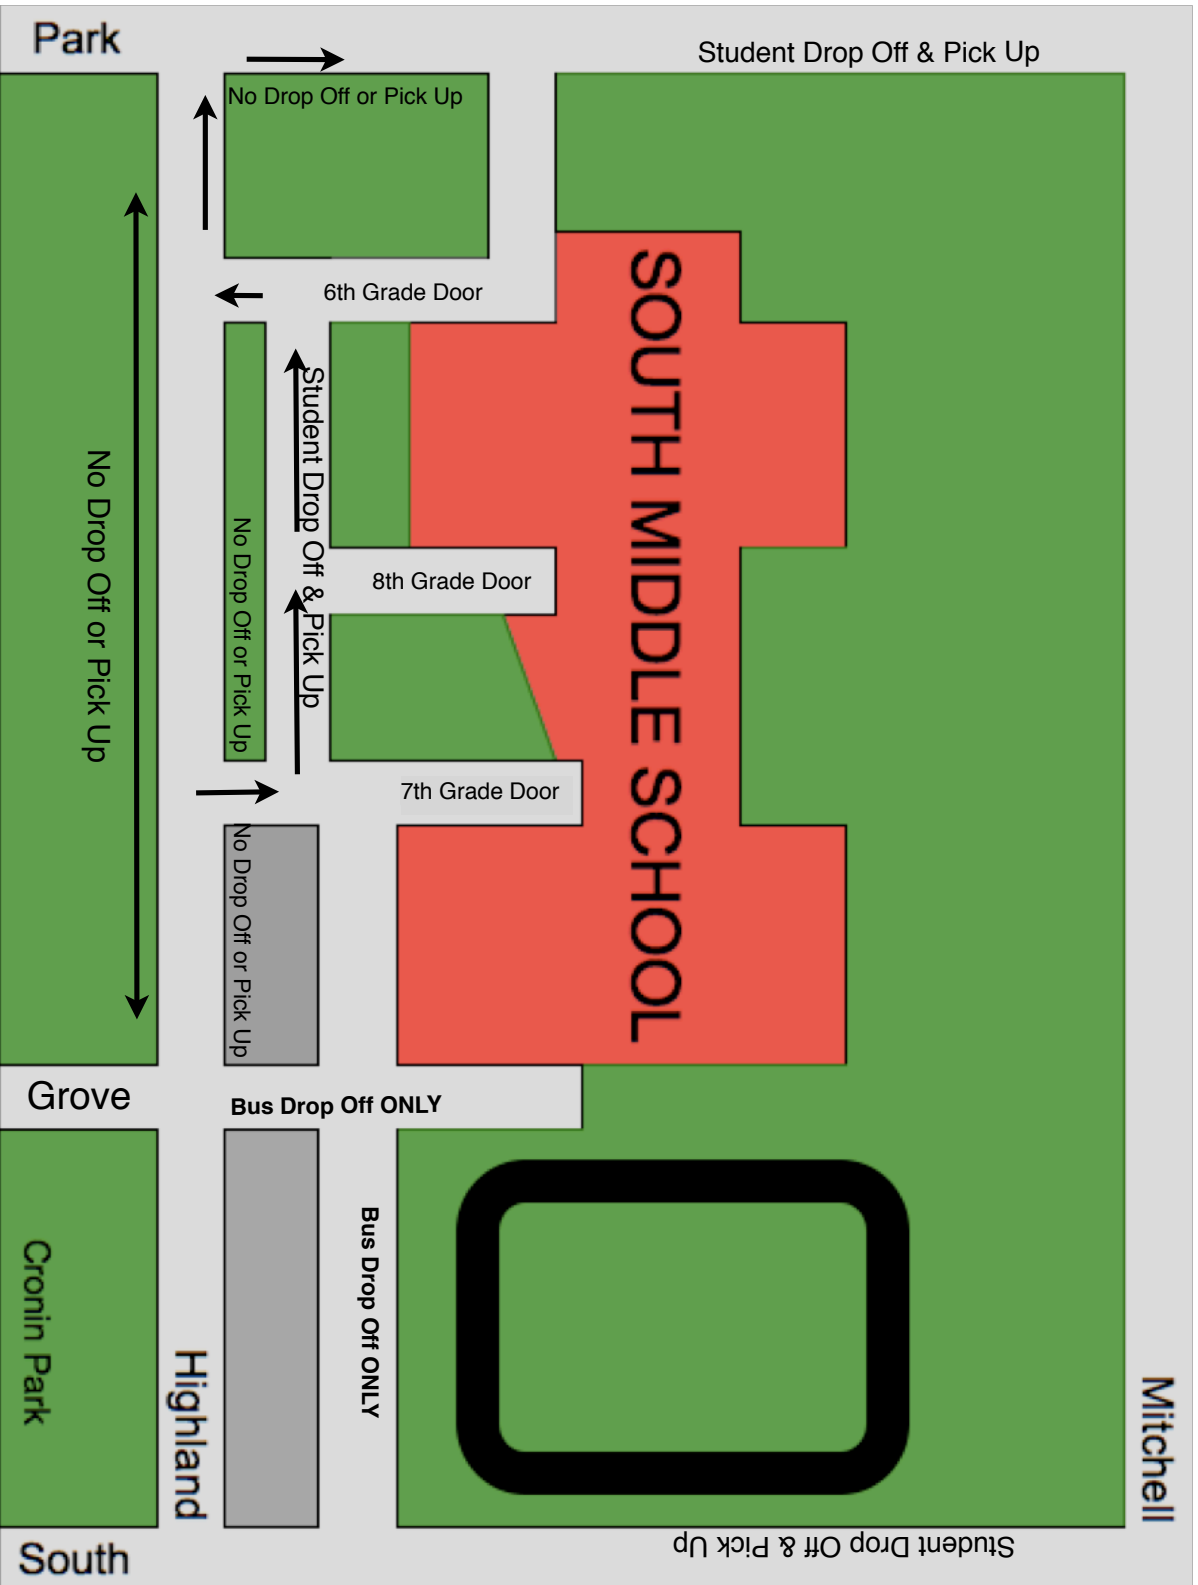 Park
Student Drop Off & Pick Up
No Drop Off or Pick Up
6th Grade Door
SOUTH MIDDLE SCHOOL
Student Drop Off & Pick Up
No Drop Off or Pick Up
No Drop Off or Pick Up
8th Grade Door
7th Grade Door
No Drop Off or Pick Up
Grove
Bus Drop Off ONLY
Bus Drop Off ONLY
Cronin Park
Highland
Mitchell
South
Student Drop Off & Pick Up